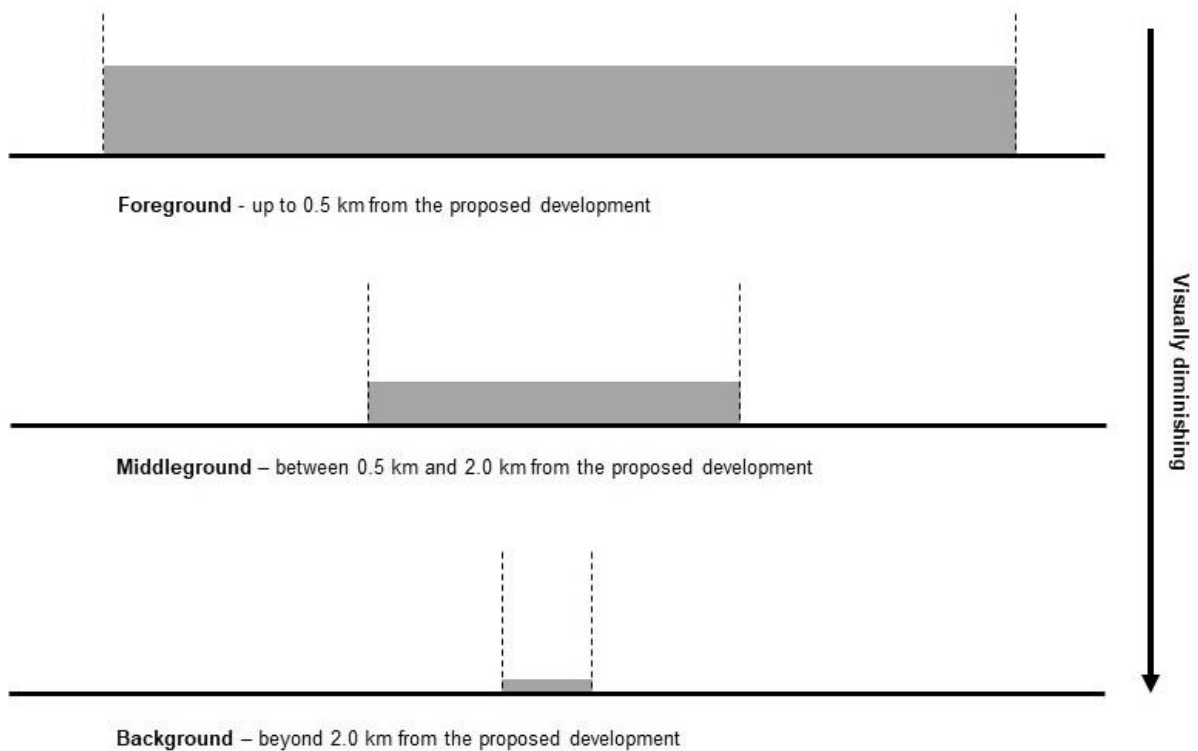 Foreground - up to 0.5 km from the proposed development
Visually diminishing
Middleground – between 0.5 km and 2.0 km from the proposed development
Background – beyond 2.0 km from the proposed development